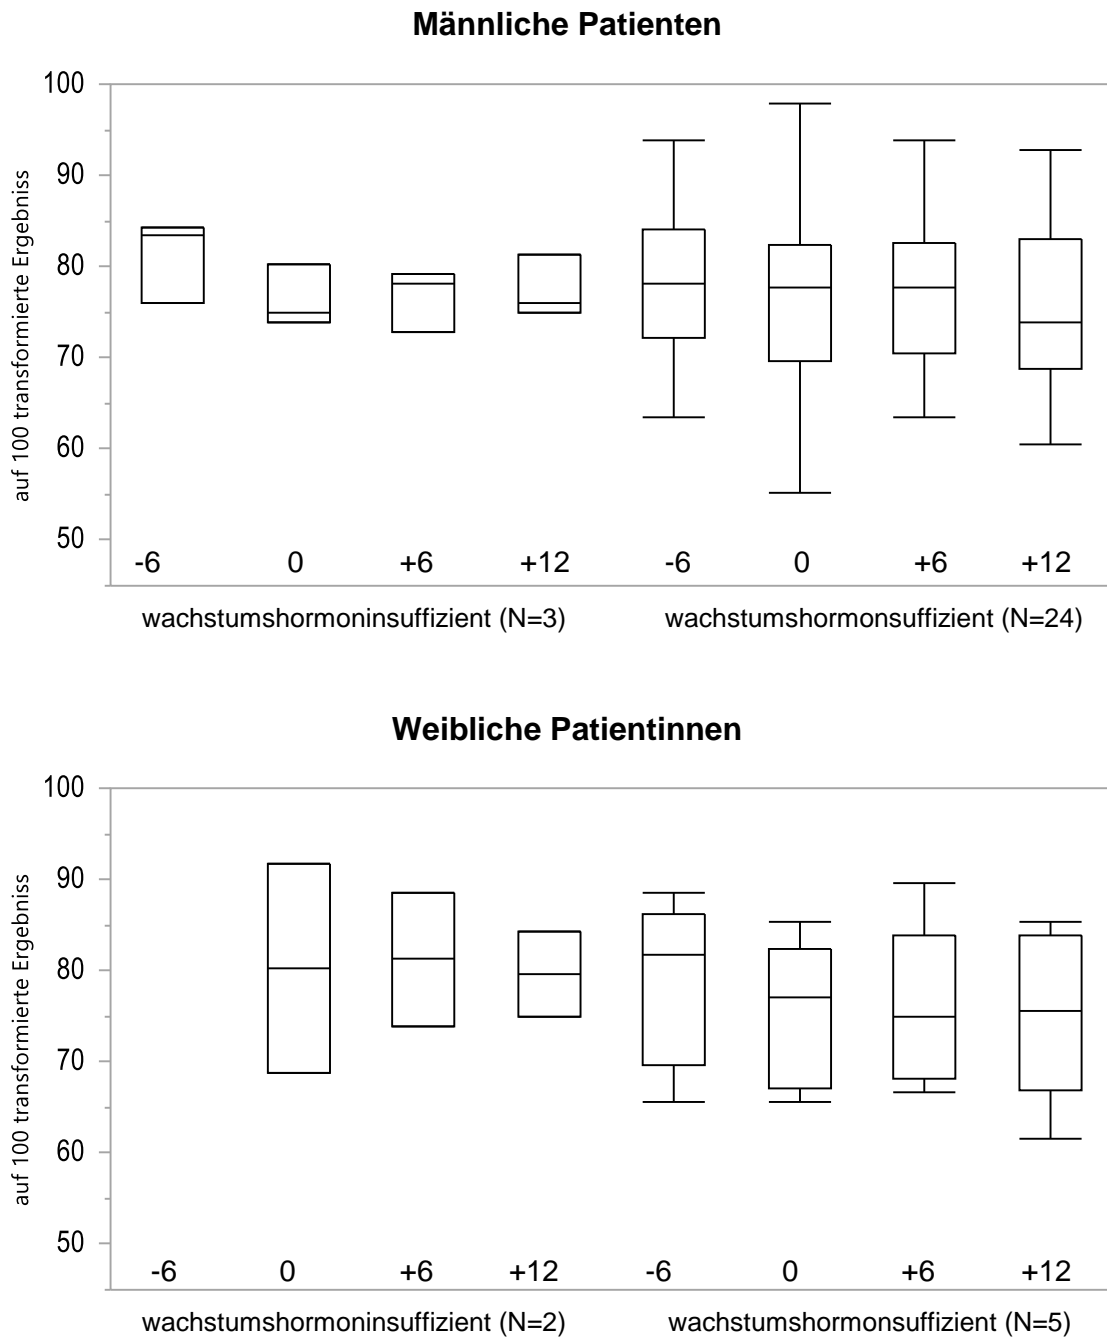 Männliche Patienten
auf 100 transformierte Ergebniss
100
90
80
70
60
50
-6 0 +6 +12 -6 0 +6 +12
wachstumshormoninsuffizient (N=3) wachstumshormonsuffizient (N=24)
Weibliche Patientinnen
auf 100 transformierte Ergebniss
100
90
80
70
60
50
-6 0 +6 +12 -6 0 +6 +12
wachstumshormoninsuffizient (N=2) wachstumshormonsuffizient (N=5)